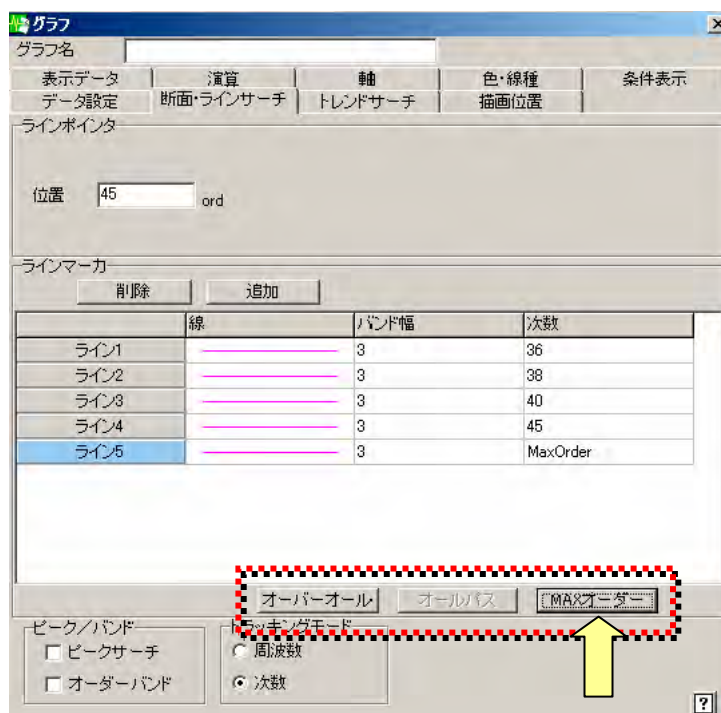 グラフ
グラフ名
表示データ 演算 軸 色・線種 条件表示
データ設定 断面・ラインサーチ トレンドサーチ 描画位置
ラインポインタ
位置 45 ord
ラインマーカ
削除 追加
線 バンド幅 次数
ライン1 3 36
ライン2 3 38
ライン3 3 40
ライン4 3 45
ライン5 3 MaxOrder
オーバーオール オールパス MAXオーダー
ピーク/バンド トラッキングモード
ピークサーチ 周波数
オーダーバンド 次数
?